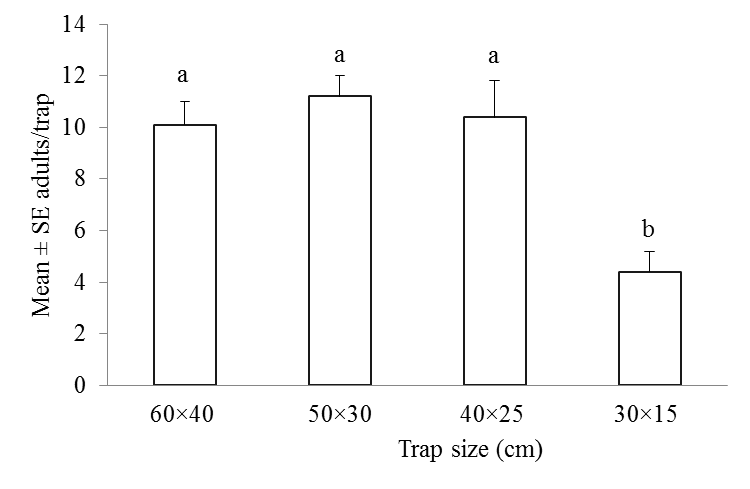 Mean ± SE adults/trap
14
12
10
8
6
4
2
0
a
a
a
b
60×40
50×30
40×25
30×15
Trap size (cm)